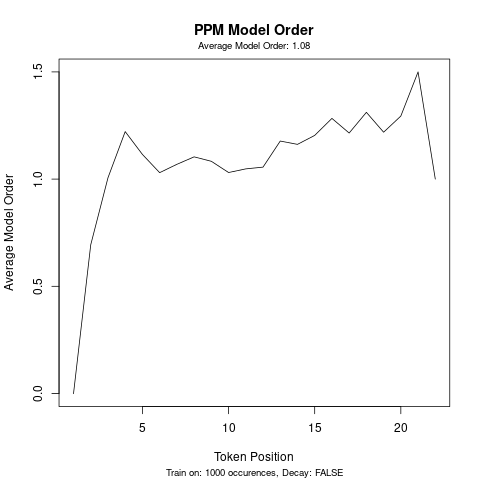 PPM Model Order
Average Model Order: 1.08
Average Model Order
1.5
1.0
0.5
0.0
5 10 15 20
Token Position
Train on: 1000 occurences, Decay: FALSE